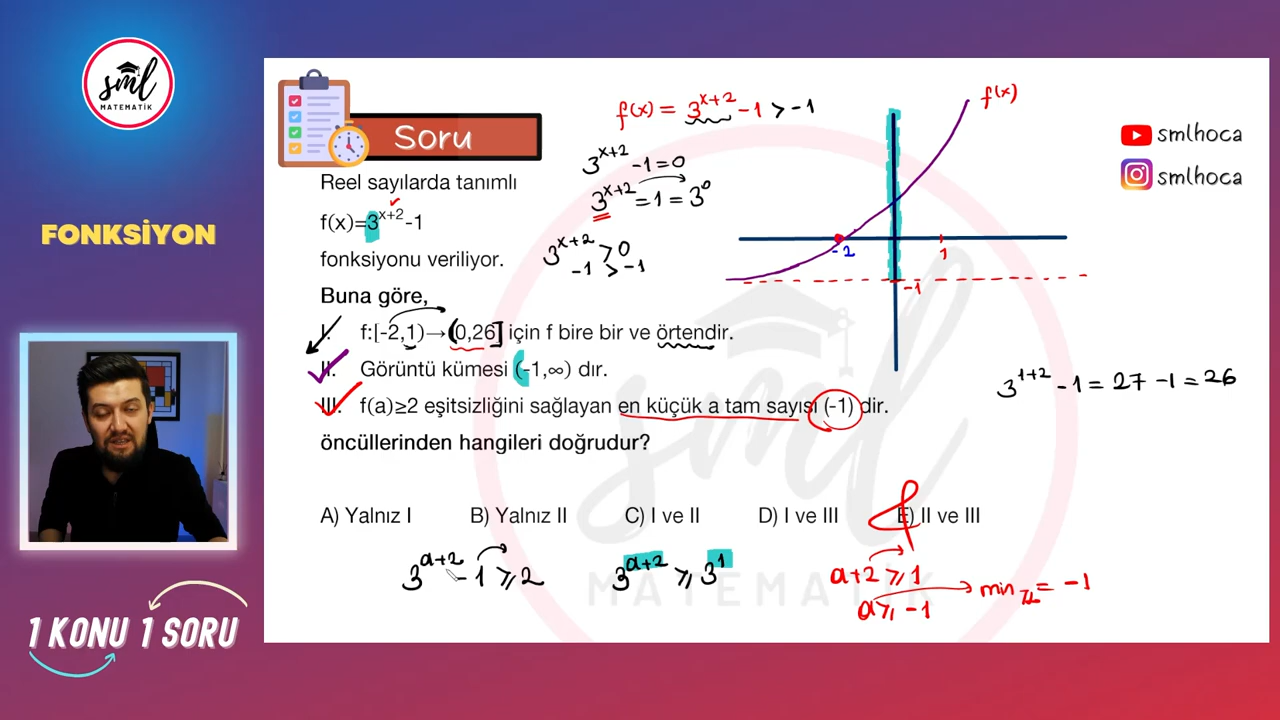 sml
MATEMATİK
FONKSİYON
1 KONU 1 SORU
Soru
Reel sayılarda tanımlı
f(x)=3^x+2-1
fonksiyonu veriliyor.
Buna göre,
I. f:[-2,1)→(0,26] için f bire bir ve örtendir.
II. Görüntü kümesi (-1,∞) dır.
III. f(a)≥2 eşitsizliğini sağlayan en küçük a tam sayısı (-1) dir.
öncüllerinden hangileri doğrudur?
A) Yalnız I B) Yalnız II C) I ve II D) I ve III E) II ve III
f(x) = 3^x+2 -1 > -1
3^x+2 -1 = 0
3^x+2 = 1 = 3^0
3^x+2 > 0
-1 > -1
f(x)
-2 1
-1
3^1+2 - 1 = 27 - 1 = 26
3^a+2 - 1 ≥ 2 3^a+2 ≥ 3^1 a+2 ≥ 1
a ≥ -1 min Z = -1
smlhoca
smlhoca
sml
MATEMATİK